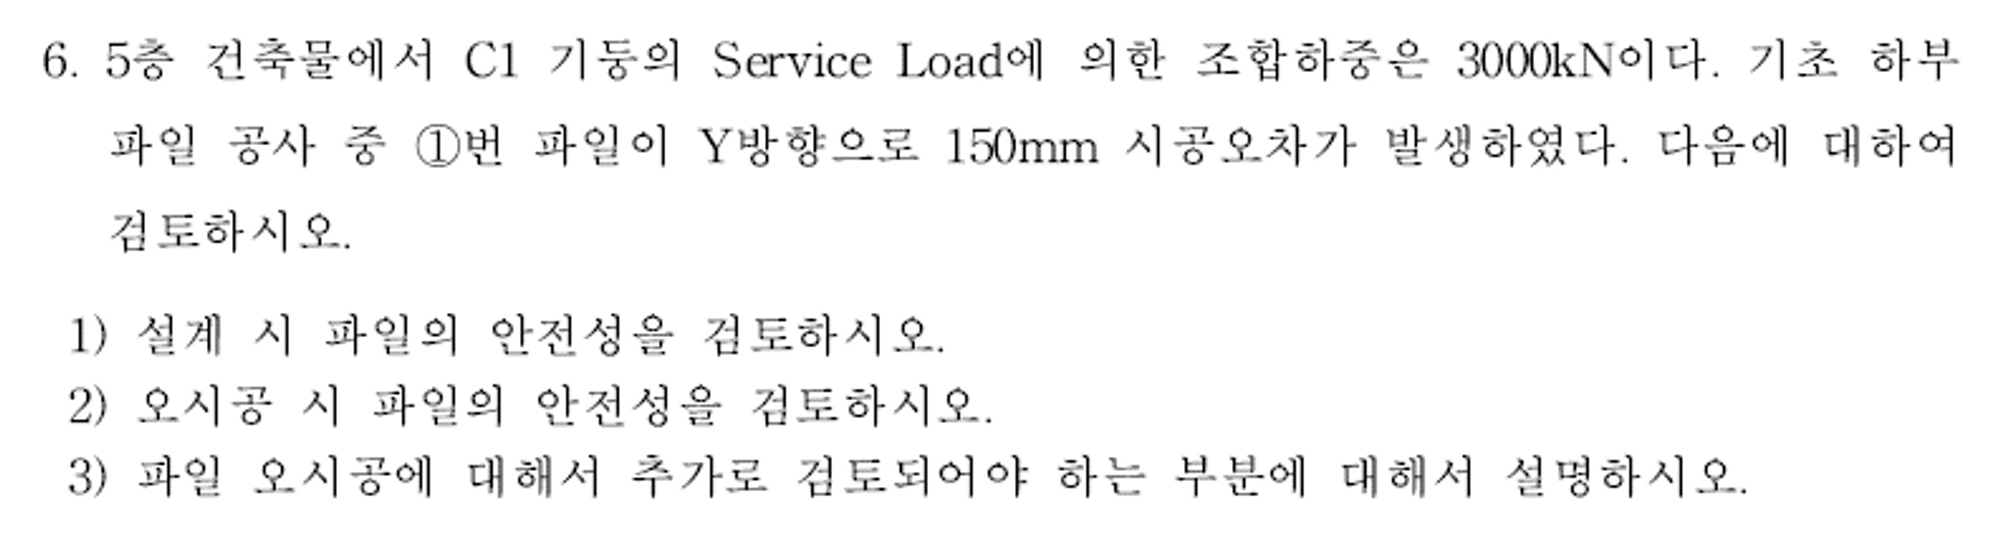 6. 5층 건축물에서 C1 기둥의 Service Load에 의한 조합하중은 3000kN이다. 기초 하부
파일 공사 중 ①번 파일이 Y방향으로 150mm 시공오차가 발생하였다. 다음에 대하여
검토하시오.
1) 설계 시 파일의 안전성을 검토하시오.
2) 오시공 시 파일의 안전성을 검토하시오.
3) 파일 오시공에 대해서 추가로 검토되어야 하는 부분에 대해서 설명하시오.